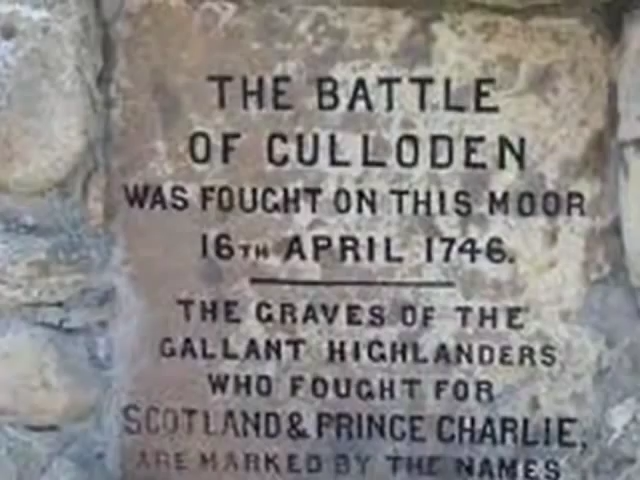 THE BATTLE
OF CULLODEN
WAS FOUGHT ON THIS MOOR
16TH APRIL 1746.
THE GRAVES OF THE
GALLANT HIGHLANDERS
WHO FOUGHT FOR
SCOTLAND & PRINCE CHARLIE,
ARE MARKED BY THE NAMES